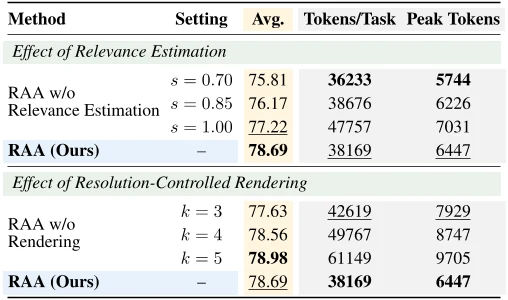 Method Setting Avg. Tokens/Task Peak Tokens
Effect of Relevance Estimation
RAA w/o Relevance Estimation
s = 0.70 75.81 36233 5744
s = 0.85 76.17 38676 6226
s = 1.00 77.22 47757 7031
RAA (Ours) – 78.69 38169 6447
Effect of Resolution-Controlled Rendering
RAA w/o Rendering
k = 3 77.63 42619 7929
k = 4 78.56 49767 8747
k = 5 78.98 61149 9705
RAA (Ours) – 78.69 38169 6447